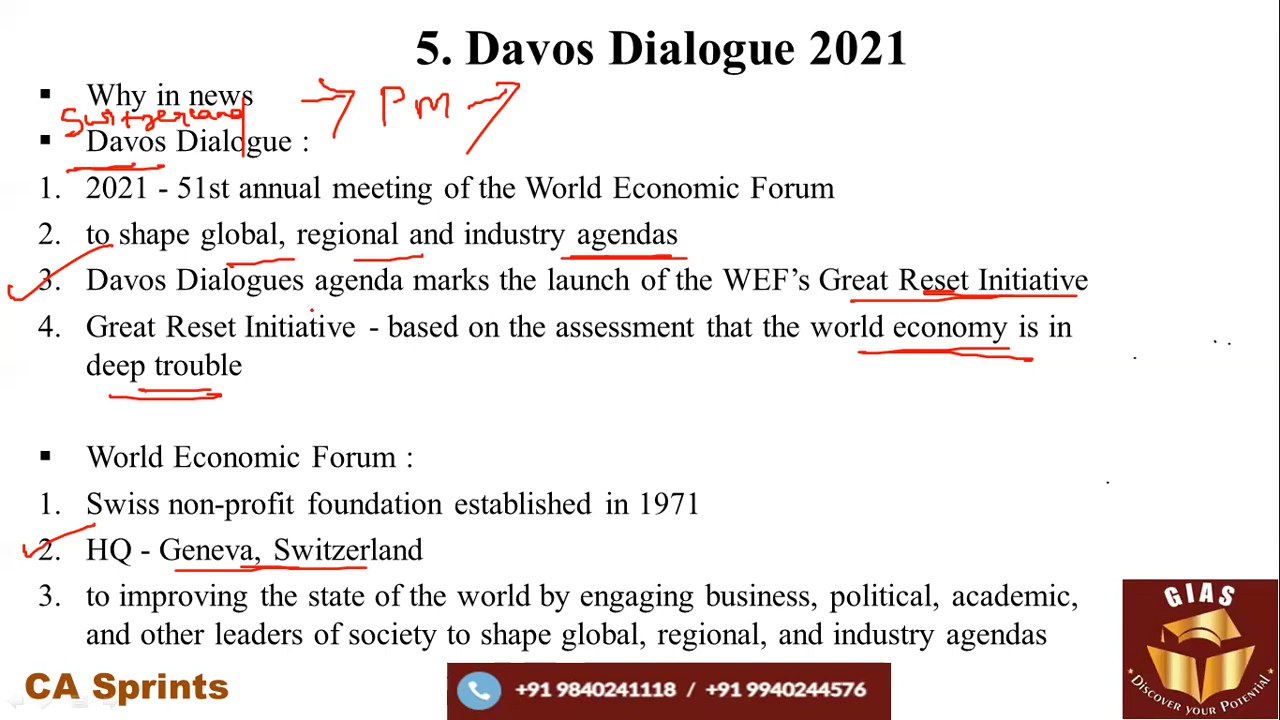 5. Davos Dialogue 2021
▪ Why in news → PM
Switzerland
▪ Davos Dialogue :
1. 2021 - 51st annual meeting of the World Economic Forum
2. to shape global, regional and industry agendas
3. Davos Dialogues agenda marks the launch of the WEF’s Great Reset Initiative
4. Great Reset Initiative - based on the assessment that the world economy is in
deep trouble
▪ World Economic Forum :
1. Swiss non-profit foundation established in 1971
2. HQ - Geneva, Switzerland
3. to improving the state of the world by engaging business, political, academic,
and other leaders of society to shape global, regional, and industry agendas
GIAS
DISCOVER YOUR POTENTIAL
CA Sprints
+91 9840241118 / +91 9940244576